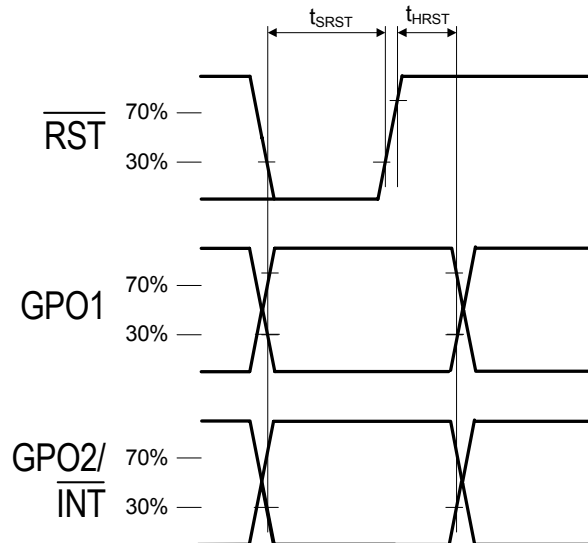 tSRST
tHRST
70%
RST
30%
70%
GPO1
30%
GPO2/
70%
INT
30%